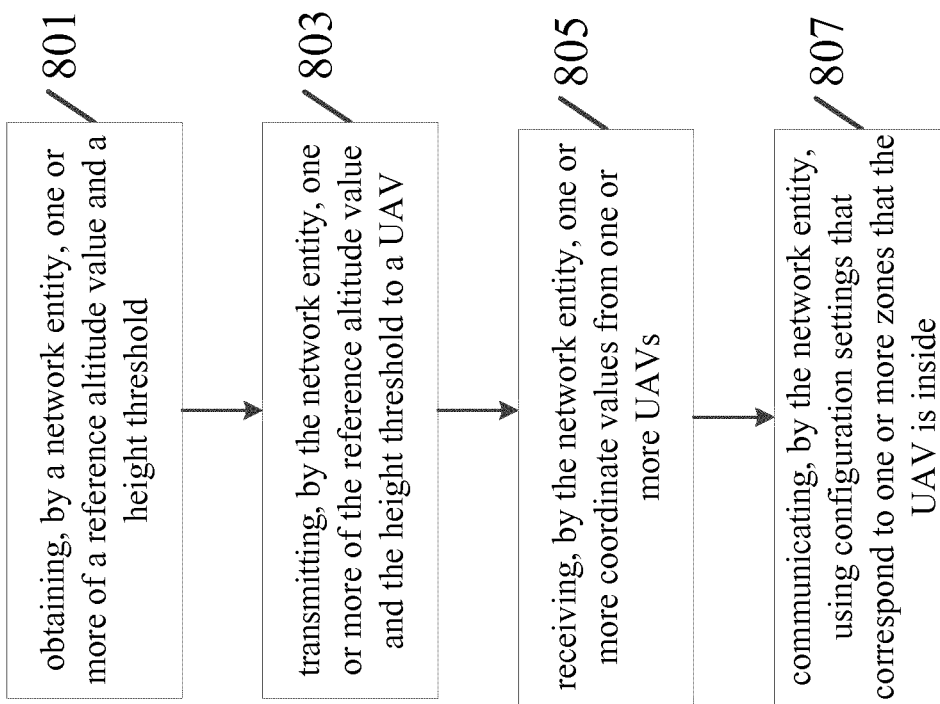 801
obtaining, by a network entity, one or
more of a reference altitude value and a
height threshold
803
transmitting, by the network entity, one
or more of the reference altitude value
and the height threshold to a UAV
805
receiving, by the network entity, one or
more coordinate values from one or
more UAVs
807
communicating, by the network entity,
using configuration settings that
correspond to one or more zones that the
UAV is inside